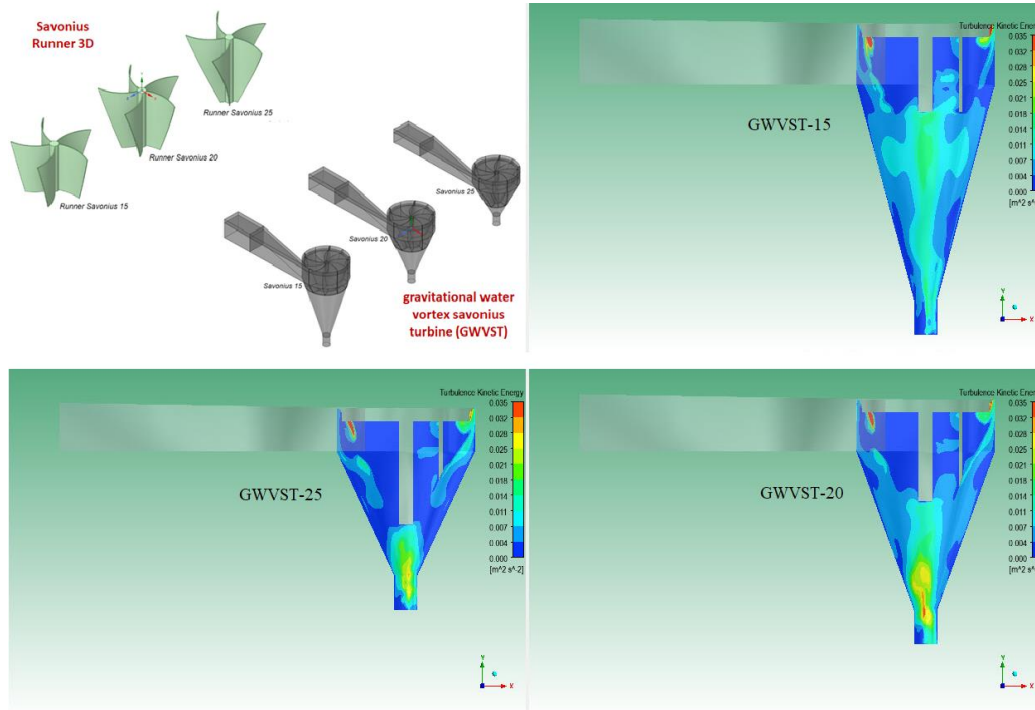 Savonius
Runner 3D
Runner Savonius 25
Runner Savonius 20
Runner Savonius 15
Savonius 25
Savonius 20
Savonius 15
gravitational water
vortex savonius
turbine (GWVST)
Turbulence Kinetic Ener
0.035
0.032
0.028
0.025
0.021
0.018
0.014
0.011
0.007
0.004
0.000
[m^2 s^
GWVST-15
Y
X
Turbulence Kinetic Energy
0.035
0.032
0.028
0.025
0.021
0.018
0.014
0.011
0.007
0.004
0.000
[m^2 s^-2]
GWVST-25
Y
X
Turbulence Kinetic Ener
0.035
0.032
0.028
0.025
0.021
0.018
0.014
0.011
0.007
0.004
0.000
[m^2 s^
GWVST-20
Y
X